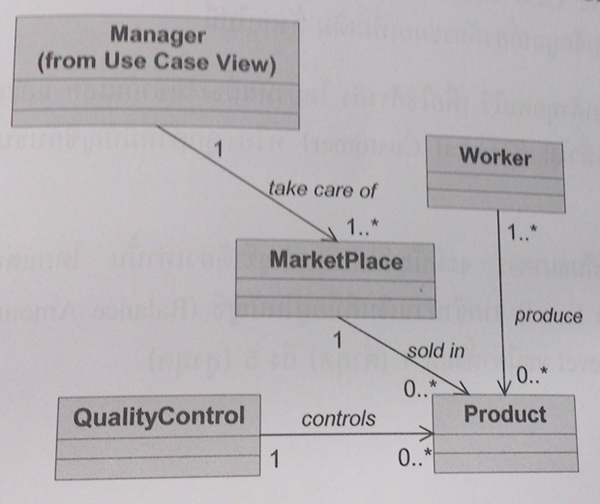 Manager
(from Use Case View)
1
take care of
1..*
Worker
1..*
MarketPlace
1
produce
sold in
0..*
0..*
QualityControl
controls
Product
1
0..*